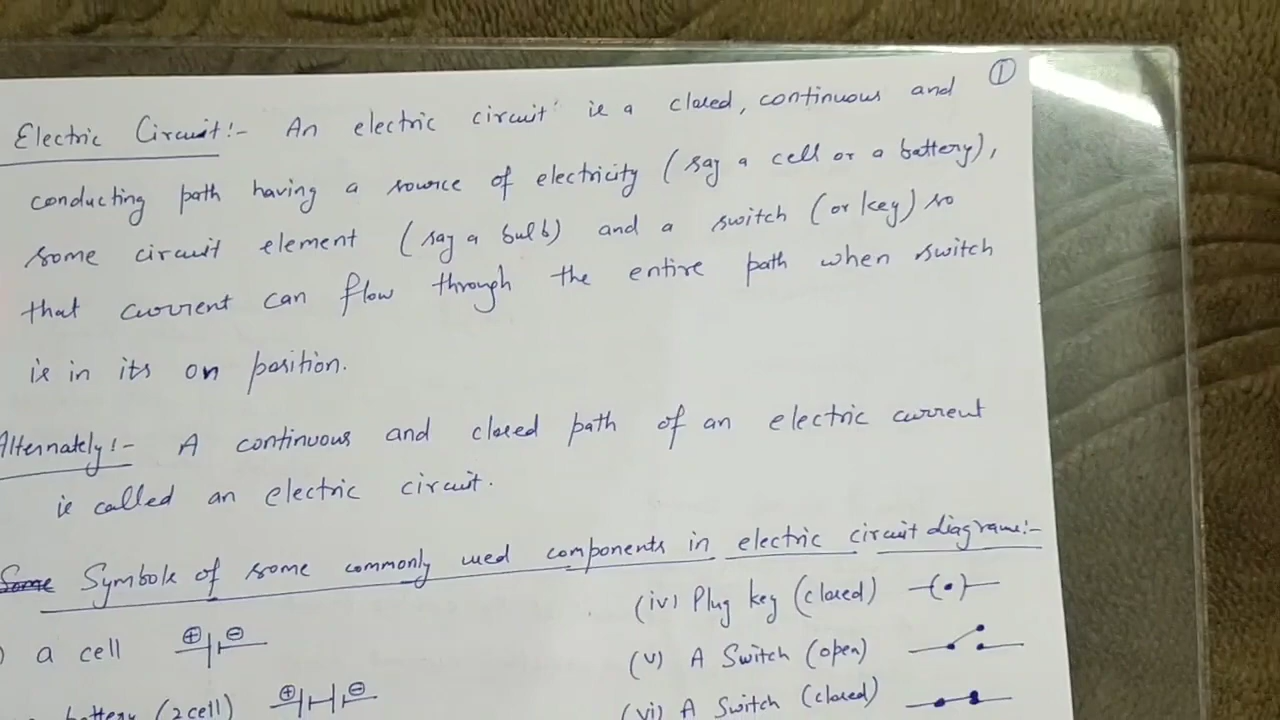 ①
Electric Circuit:- An electric circuit is a closed, continuous and
conducting path having a source of electricity (say a cell or a battery),
some circuit element (say a bulb) and a switch (or key) so
that current can flow through the entire path when switch
is in its on position.
Alternately:- A continuous and closed path of an electric current
is called an electric circuit.
Some Symbols of some commonly used components in electric circuit diagrams:-
) a cell ⊕ ⊖
battery (2cell) ⊕ ⊖
(iv) Plug key (closed)
(v) A Switch (open)
(vi) A Switch (closed)